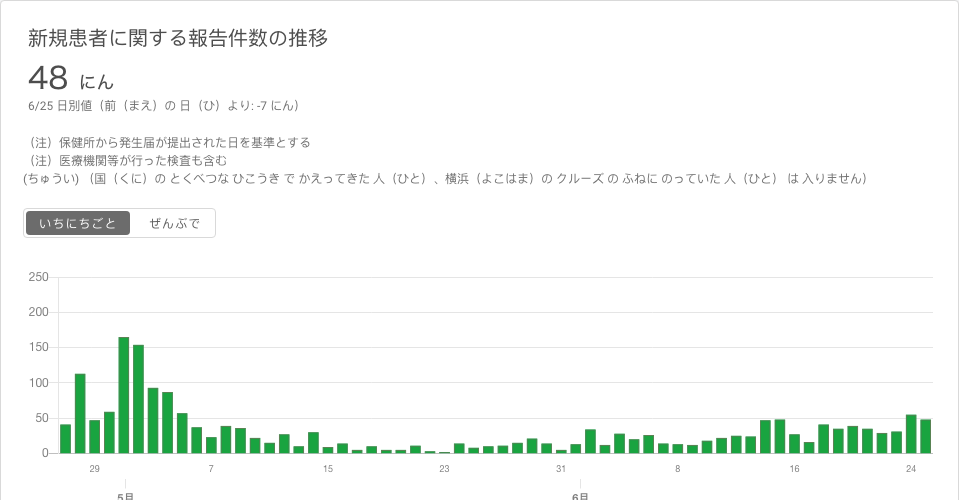 新規患者に関する報告件数の推移
48 にん
6/25 日別値（前（まえ）の 日（ひ）より: -7 にん）
（注）保健所から発生届が提出された日を基準とする
（注）医療機関等が行った検査も含む
(ちゅうい) （国（くに）の とくべつな ひこうき で かえってきた 人（ひと）、横浜（よこはま）の クルーズ の ふねに のっていた 人（ひと） は 入りません）
いちにちごと ぜんぶで
250
200
150
100
50
0
29 7 15 23 31 8 16 24
5月 6月